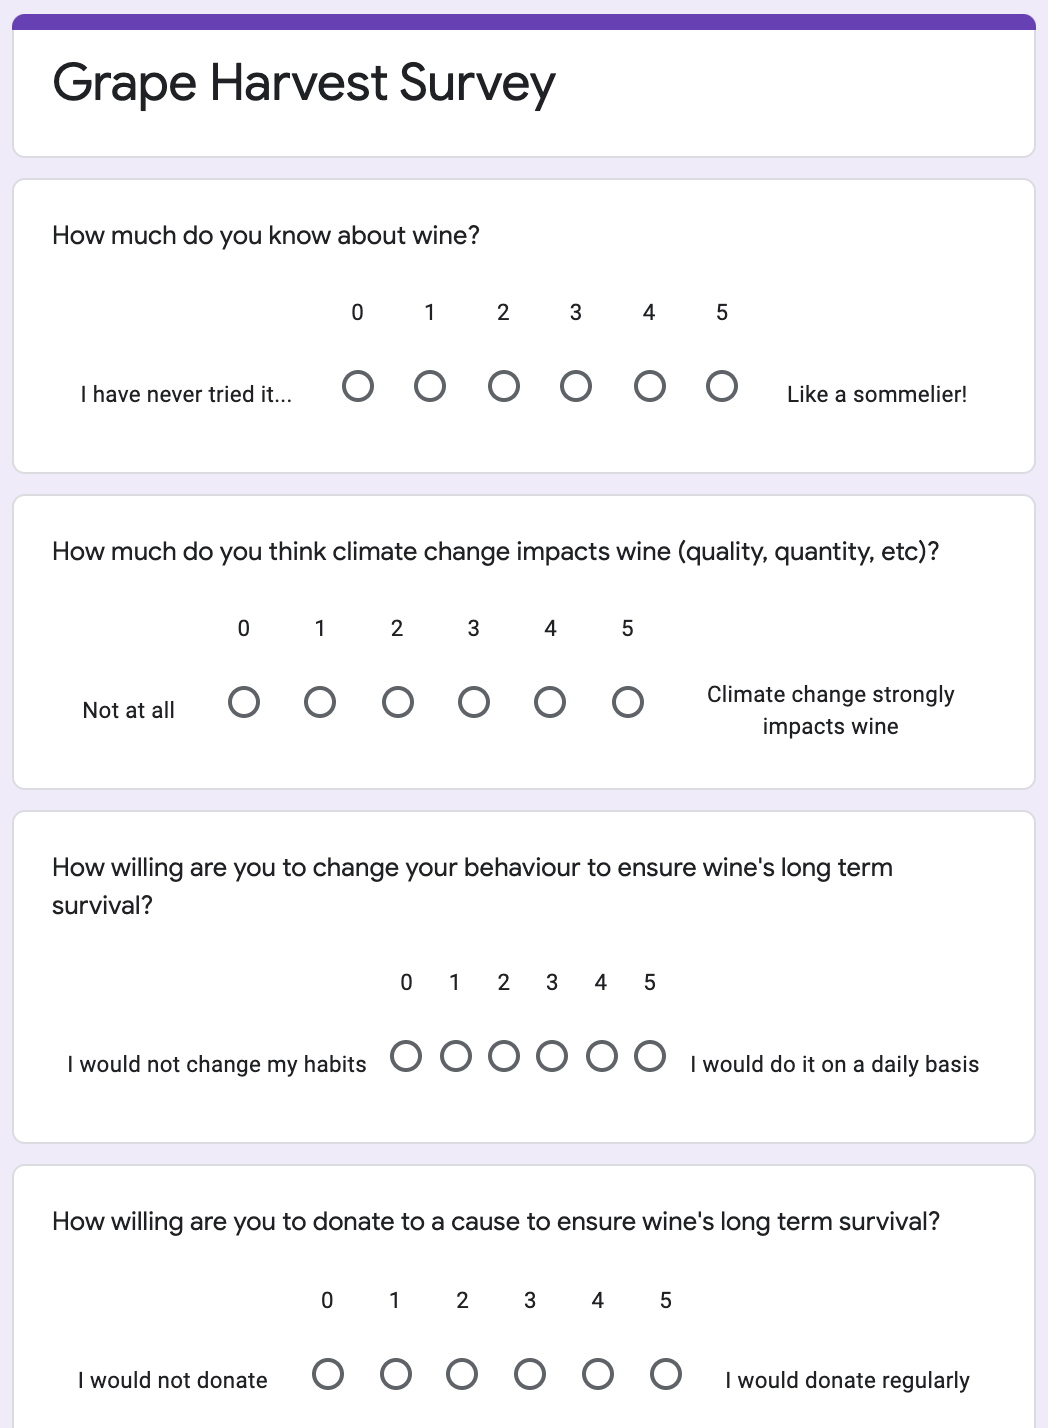 Grape Harvest Survey
How much do you know about wine?
0 1 2 3 4 5
I have never tried it... Like a sommelier!
How much do you think climate change impacts wine (quality, quantity, etc)?
0 1 2 3 4 5
Not at all
Climate change strongly
impacts wine
How willing are you to change your behaviour to ensure wine's long term
survival?
0 1 2 3 4 5
I would not change my habits I would do it on a daily basis
How willing are you to donate to a cause to ensure wine's long term survival?
0 1 2 3 4 5
I would not donate I would donate regularly